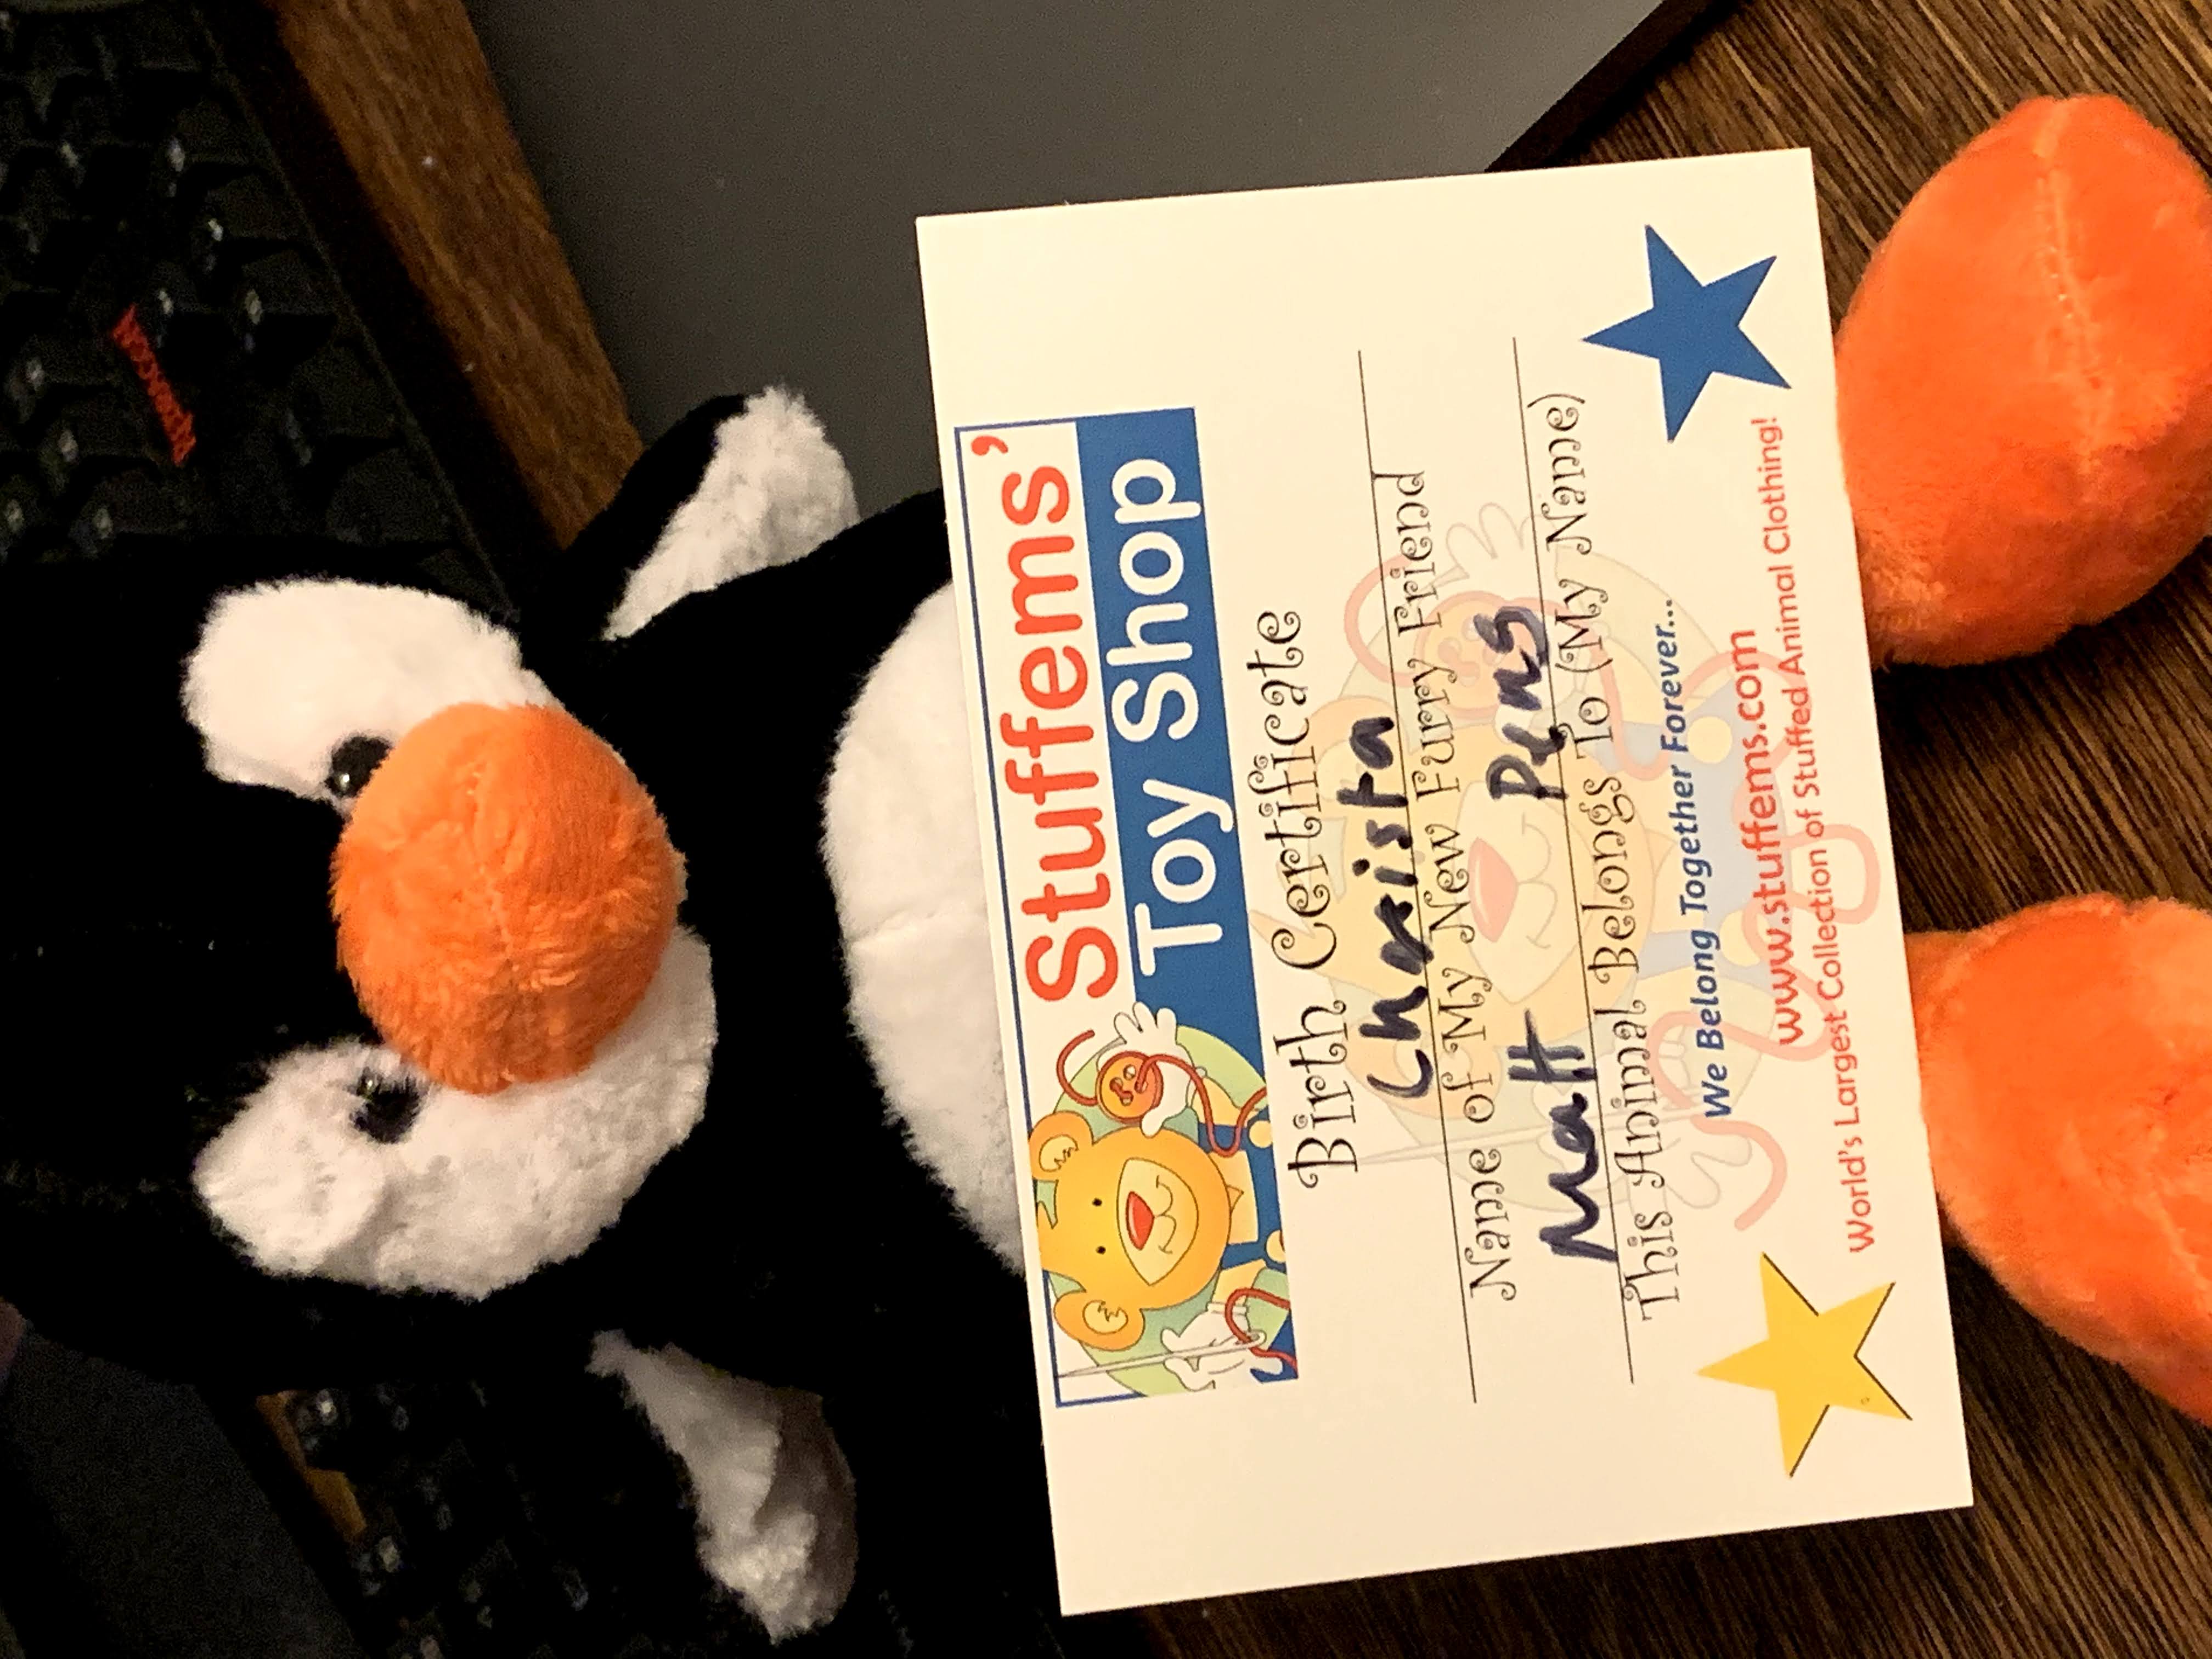 REDRAGON
Stuffems'
Toy Shop
Birth Certificate
Christa
Name of My New Furry Friend
Matt Pens
This Animal Belongs To (My Name)
We Belong Together Forever...
www.stuffems.com
World's Largest Collection of Stuffed Animal Clothing!